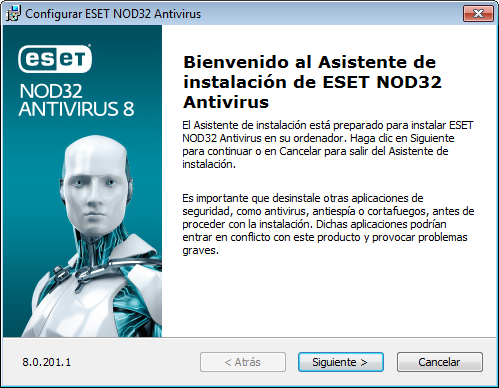 Configurar ESET NOD32 Antivirus
eseT
NOD32
ANTIVIRUS 8
Bienvenido al Asistente de
instalación de ESET NOD32
Antivirus
El Asistente de instalación está preparado para instalar ESET
NOD32 Antivirus en su ordenador. Haga clic en Siguiente
para continuar o en Cancelar para salir del Asistente de
instalación.
Es importante que desinstale otras aplicaciones de
seguridad, como antivirus, antiespía o cortafuegos, antes de
proceder con la instalación. Dichas aplicaciones podrían
entrar en conflicto con este producto y provocar problemas
graves.
8.0.201.1
< Atrás
Siguiente >
Cancelar